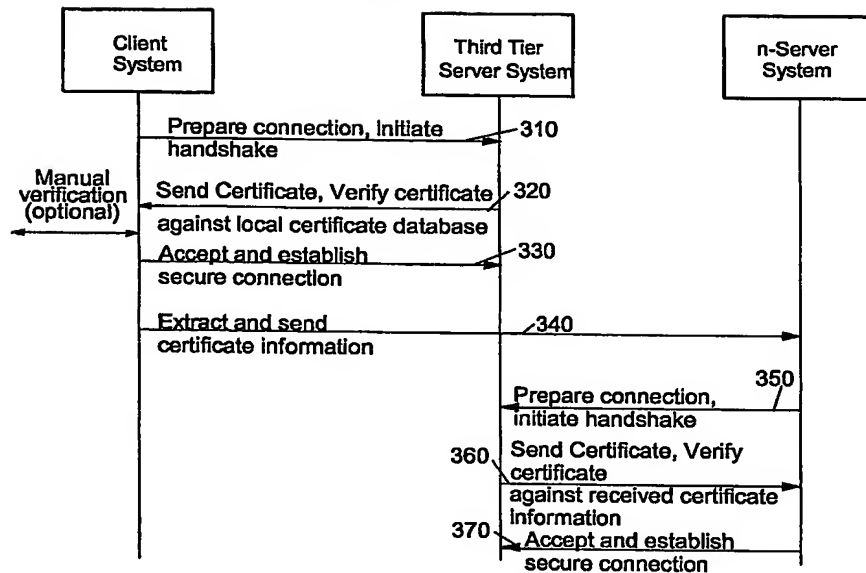 Client
System
Third Tier
Server System
n-Server
System
Prepare connection, Initiate
handshake
310
Manual
verification
(optional)
Send Certificate, Verify certificate
against local certificate database
320
Accept and establish
secure connection
330
Extract and send
certificate information
340
350
Prepare connection,
initiate handshake
360
Send Certificate, Verify
certificate
against received certificate
information
370
Accept and establish
secure connection